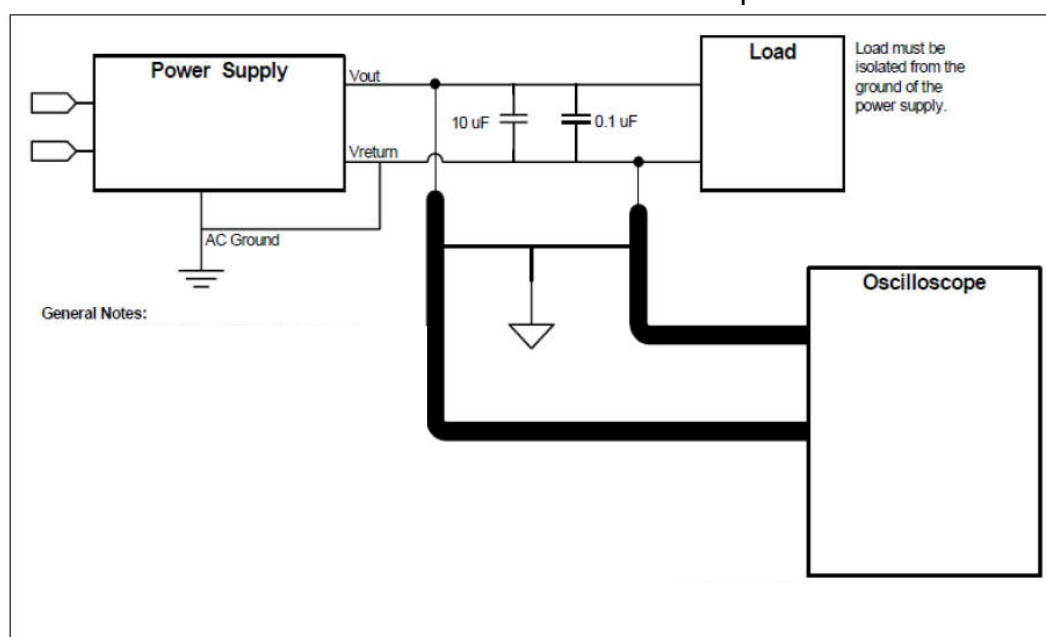 Power Supply
Vout
Vreturn
10 uF
0.1 uF
Load
Load must be
isolated from the
ground of the
power supply.
AC Ground
General Notes:
Oscilloscope